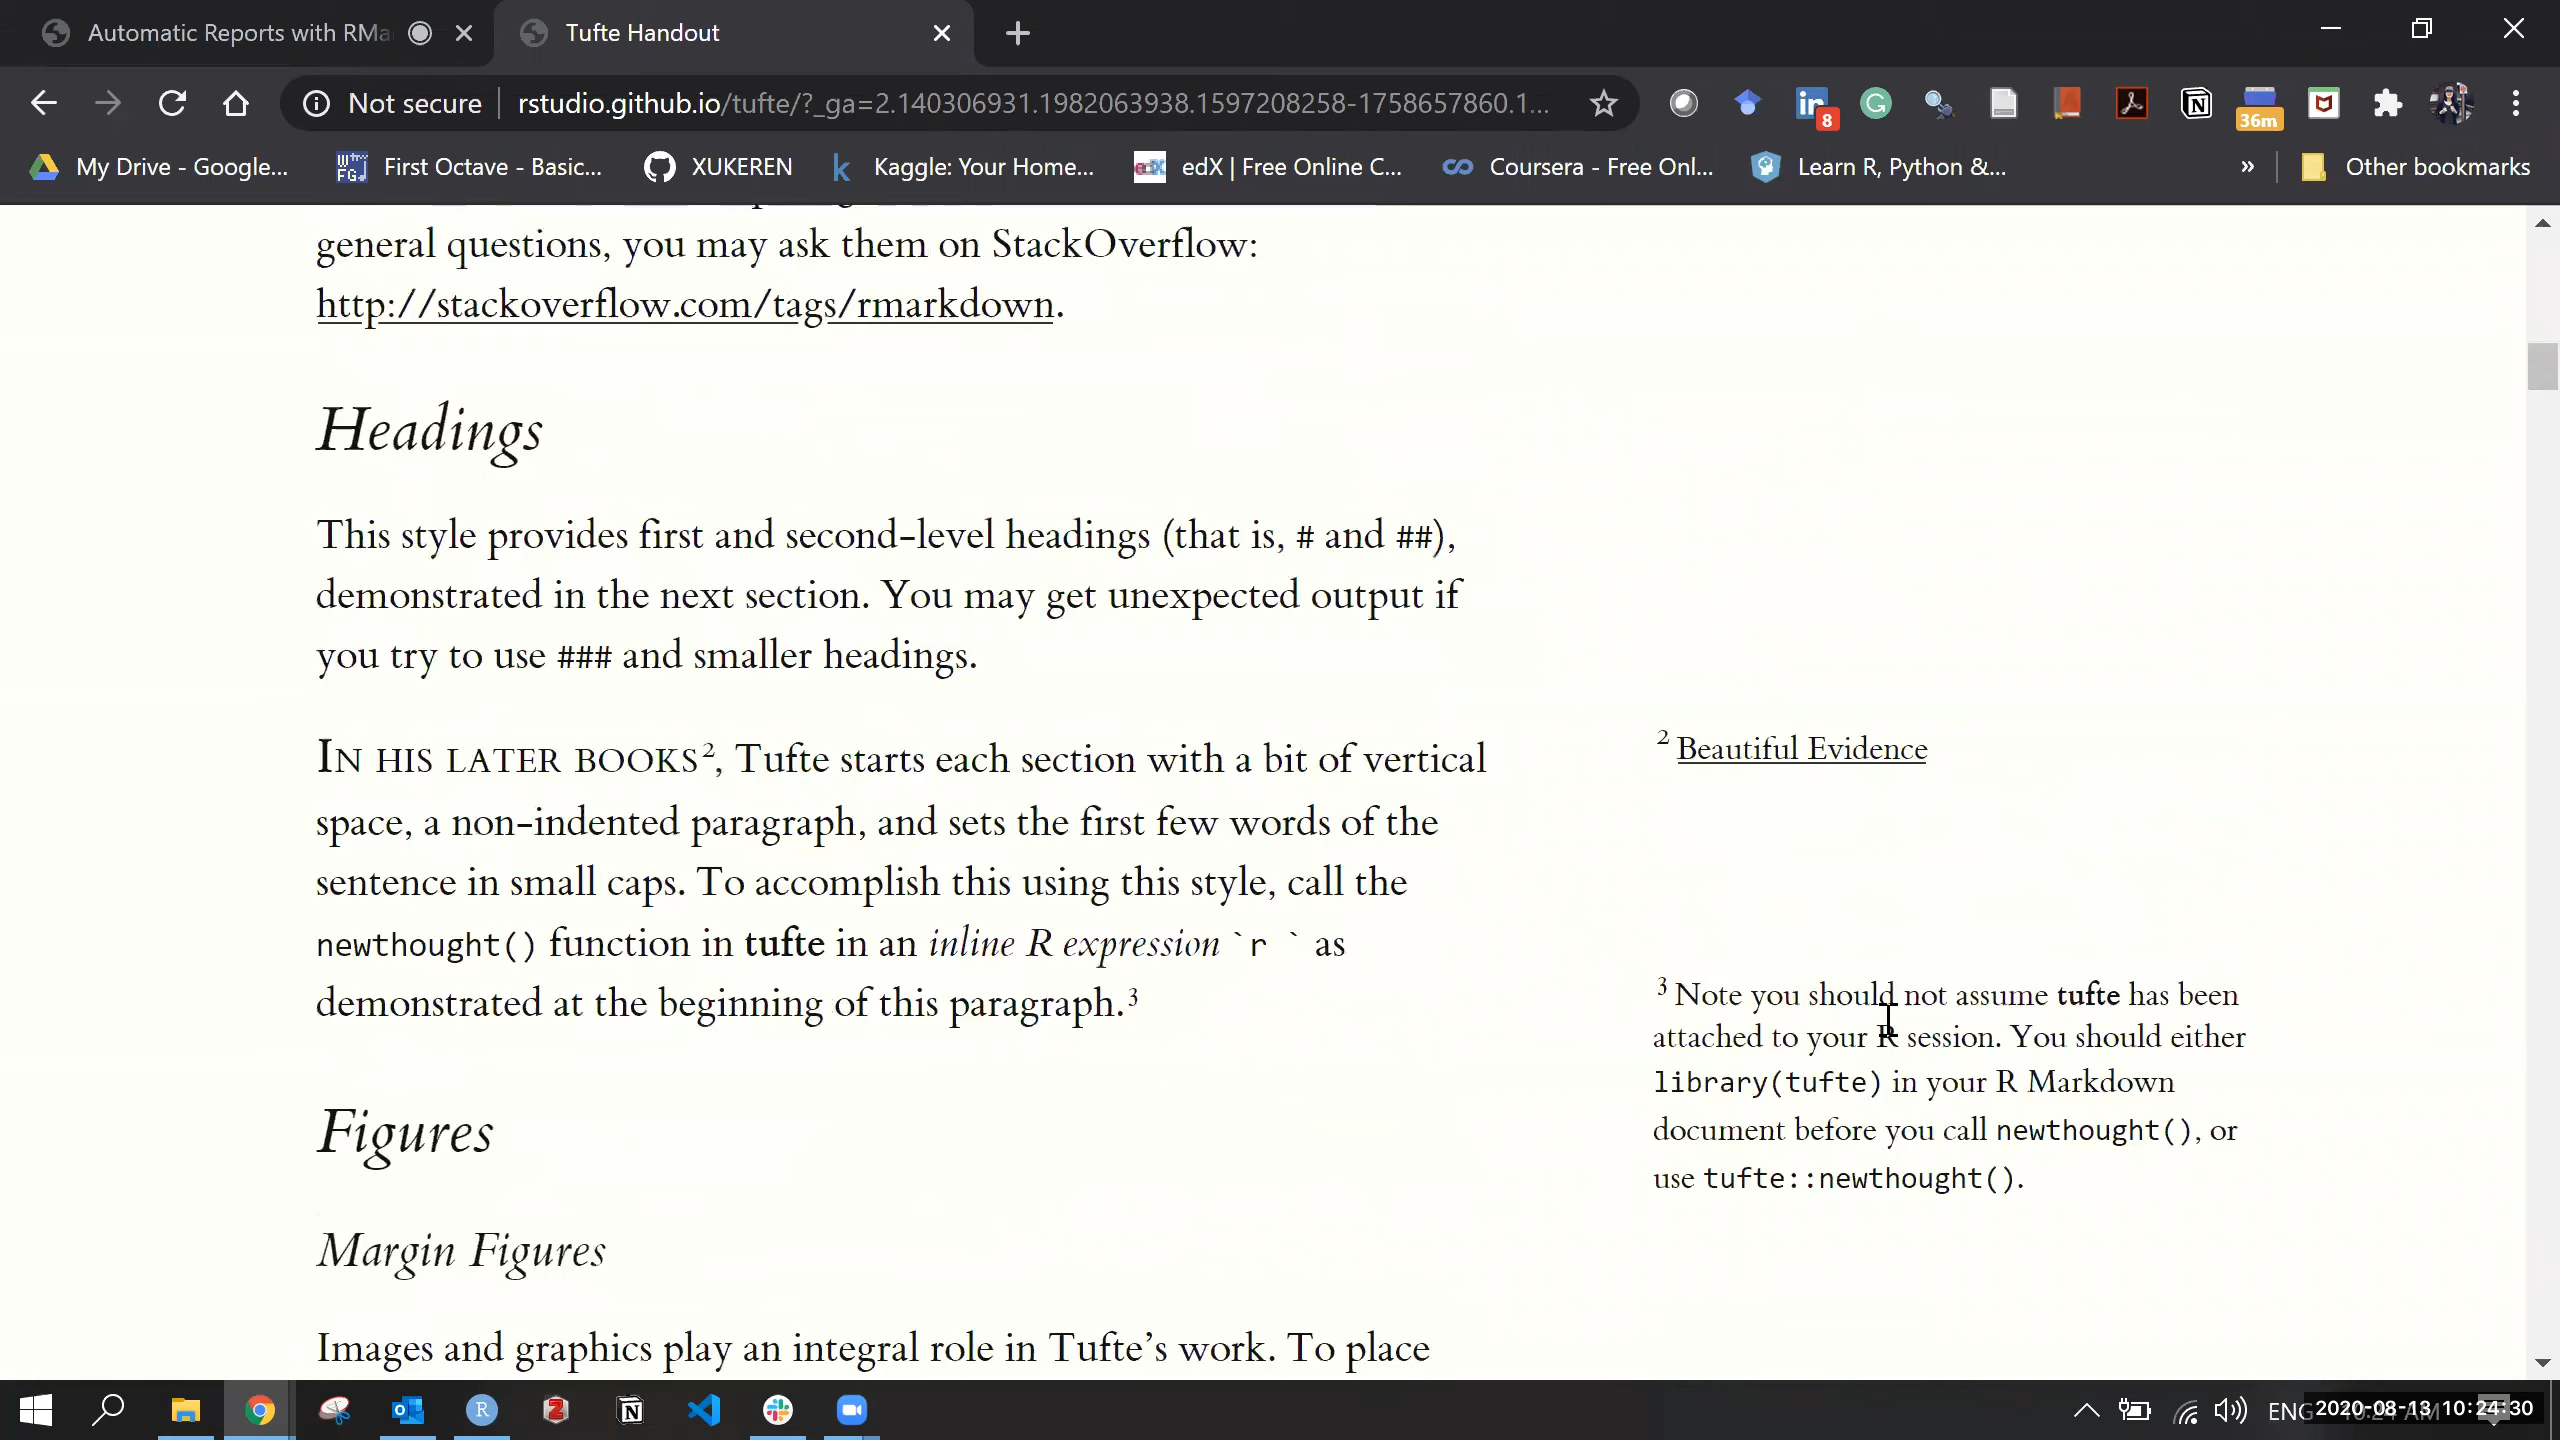 Automatic Reports with RMa
Tufte Handout
Not secure
rstudio.github.io/tufte/?_ga=2.140306931.1982063938.1597208258-1758657860.1...
8
36m
My Drive - Google...
First Octave - Basic...
XUKEREN
Kaggle: Your Home...
edX | Free Online C...
Coursera - Free Onl...
Learn R, Python &...
»
Other bookmarks
general questions, you may ask them on StackOverflow:
http://stackoverflow.com/tags/rmarkdown.
Headings
This style provides first and second-level headings (that is, # and ##),
demonstrated in the next section. You may get unexpected output if
you try to use ### and smaller headings.
IN HIS LATER BOOKS², Tufte starts each section with a bit of vertical
space, a non-indented paragraph, and sets the first few words of the
sentence in small caps. To accomplish this using this style, call the
newthought() function in tufte in an inline R expression `r ` as
demonstrated at the beginning of this paragraph.³
² Beautiful Evidence
³ Note you should not assume tufte has been
attached to your R session. You should either
library(tufte) in your R Markdown
document before you call newthought(), or
use tufte::newthought().
Figures
Margin Figures
Images and graphics play an integral role in Tufte’s work. To place
ENG
2020-08-13 10:24:30